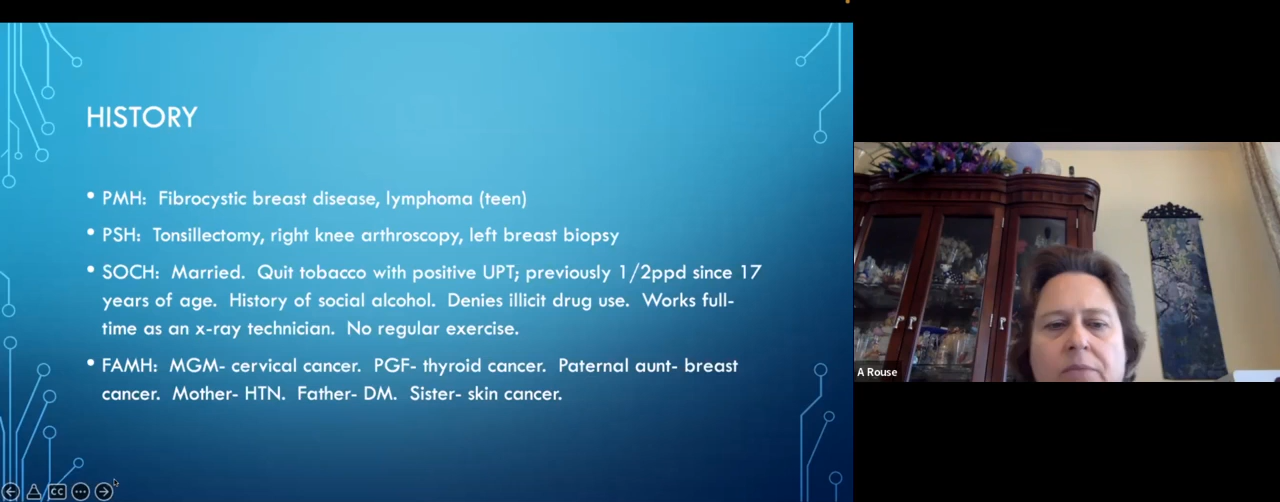 HISTORY
• PMH:  Fibrocystic breast disease, lymphoma (teen)
• PSH:  Tonsillectomy, right knee arthroscopy, left breast biopsy
• SOCH:  Married.  Quit tobacco with positive UPT; previously 1/2ppd since 17
years of age.  History of social alcohol.  Denies illicit drug use.  Works full-
time as an x-ray technician.  No regular exercise.
• FAMH:  MGM- cervical cancer.  PGF- thyroid cancer.  Paternal aunt- breast
cancer.  Mother- HTN.  Father- DM.  Sister- skin cancer.
A Rouse
CC